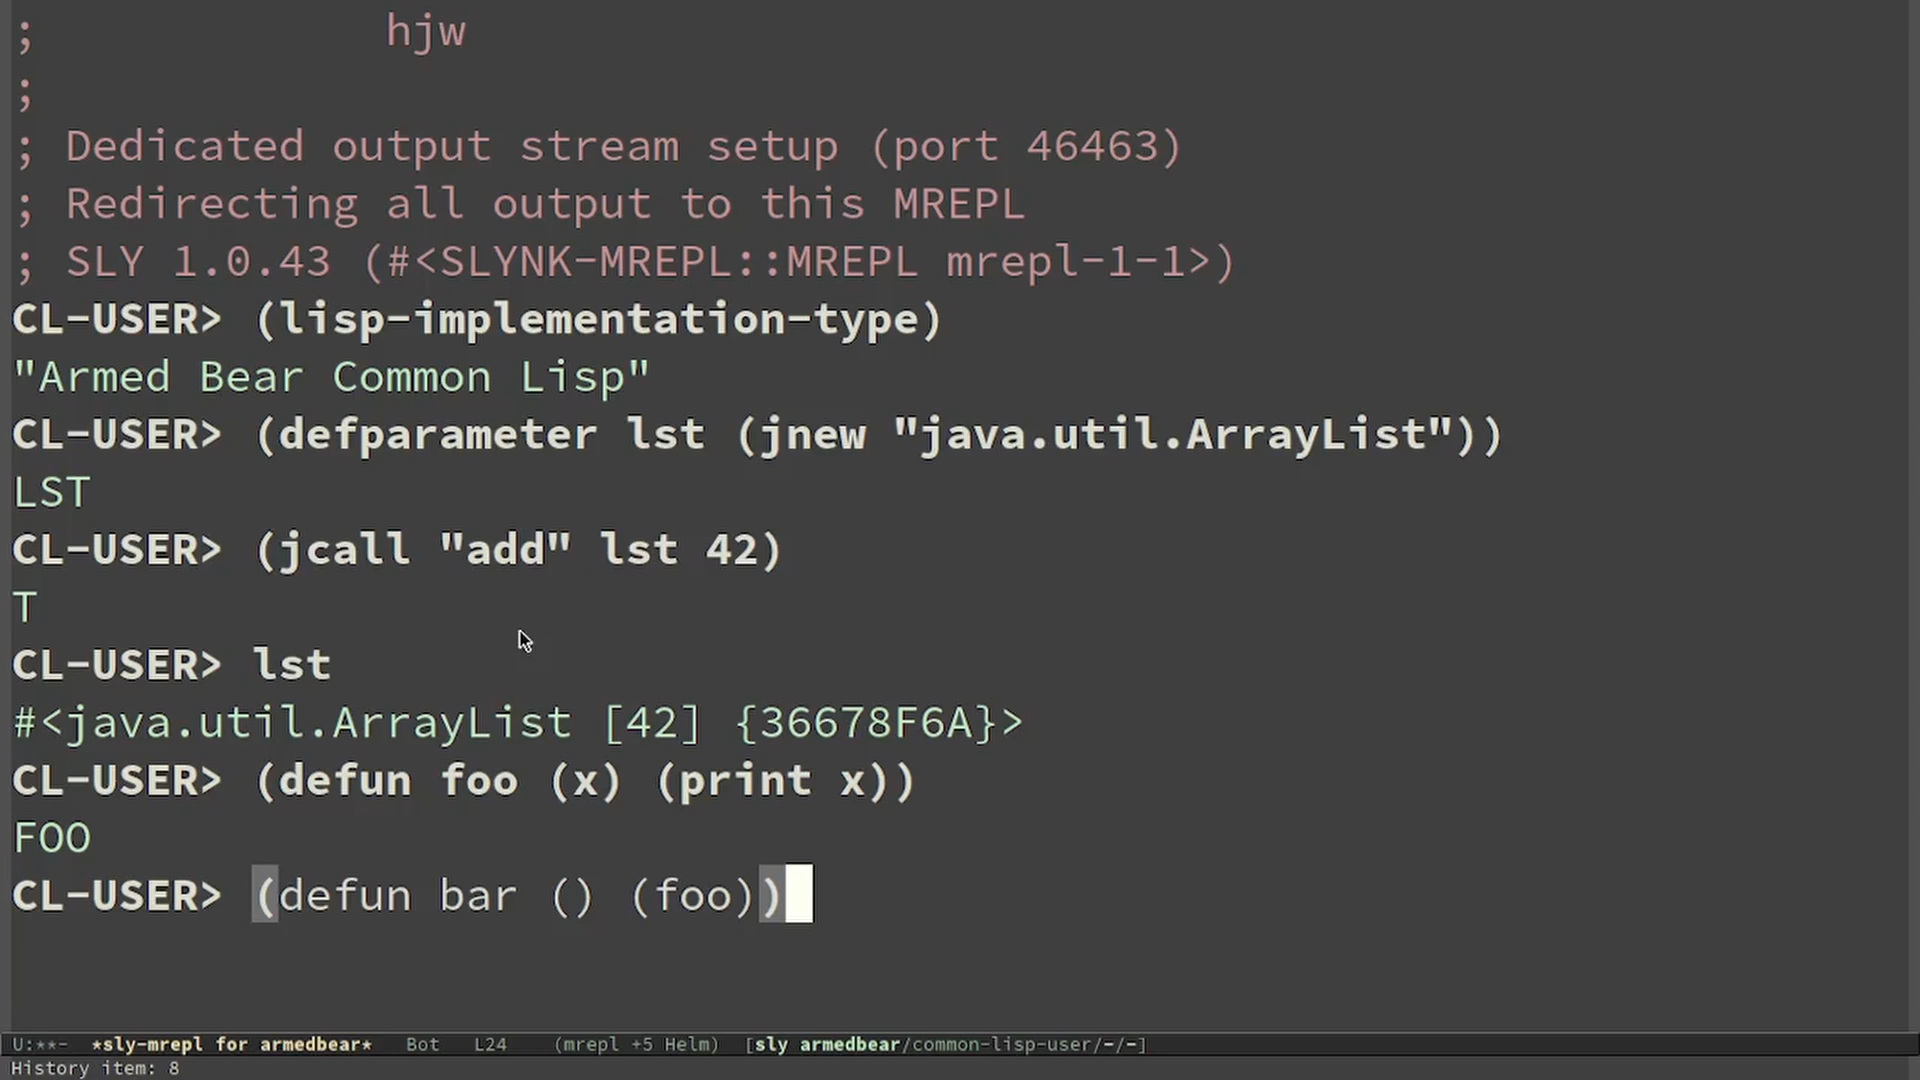 ; hjw
;
; Dedicated output stream setup (port 46463)
; Redirecting all output to this MREPL
; SLY 1.0.43 (#<SLYNK-MREPL::MREPL mrepl-1-1>)
CL-USER> (lisp-implementation-type)
"Armed Bear Common Lisp"
CL-USER> (defparameter lst (jnew "java.util.ArrayList"))
LST
CL-USER> (jcall "add" lst 42)
T
CL-USER> lst
#<java.util.ArrayList [42] {36678F6A}>
CL-USER> (defun foo (x) (print x))
FOO
CL-USER> (defun bar () (foo))
U:**- *sly-mrepl for armedbear* Bot L24 (mrepl +5 Helm) [sly armedbear/common-lisp-user/-/-]
History item: 8